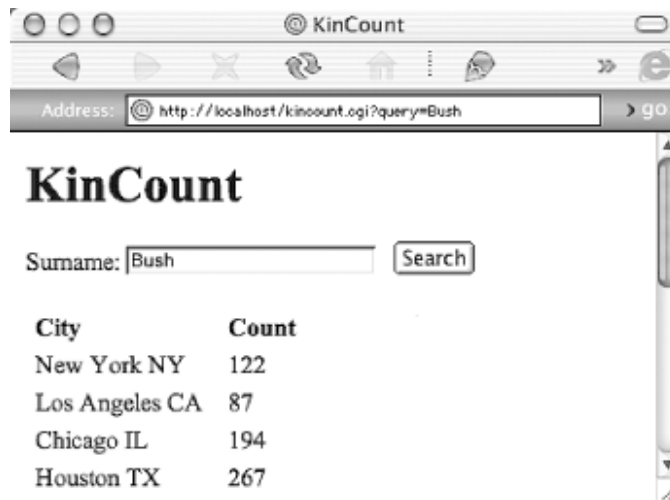 KinCount
Address: http://localhost/kincount.cgi?query=Bush go
KinCount
Surname: Bush Search
City Count
New York NY 122
Los Angeles CA 87
Chicago IL 194
Houston TX 267